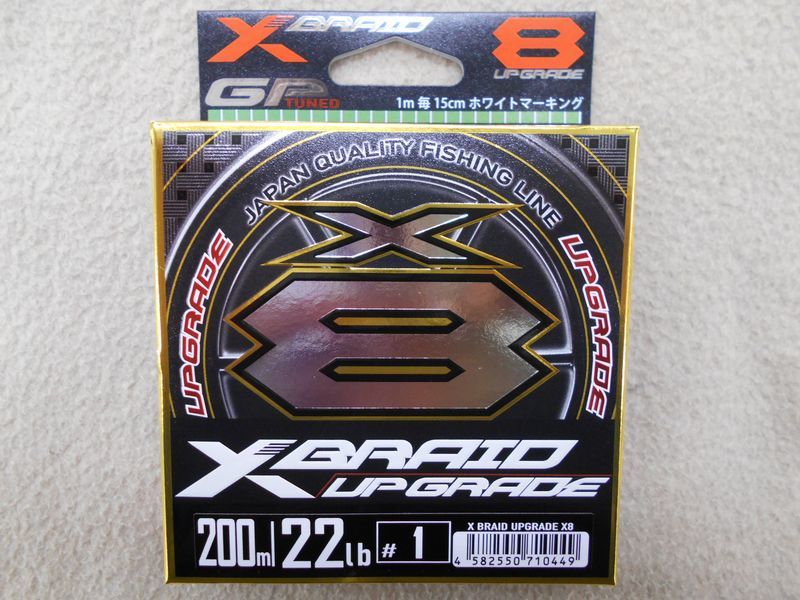 X BRAID
8
UPGRADE
GP
TUNED
1m 毎 15cm ホワイトマーキング
JAPAN QUALITY FISHING LINE
UPGRADE
UPGRADE
X
8
X BRAID
UPGRADE
200m 22lb #1
X BRAID UPGRADE X8
4 582550 710449